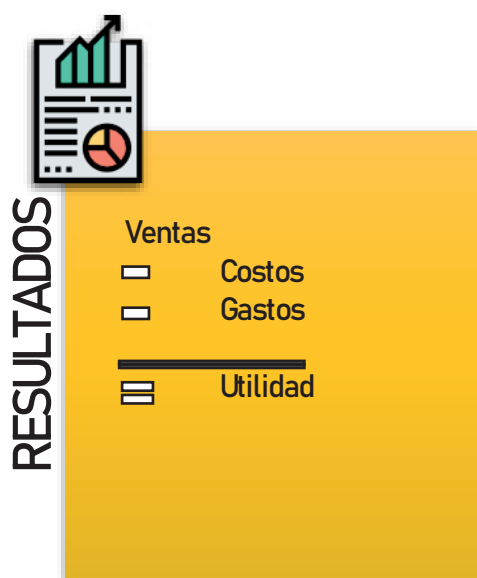 RESULTADOS
Ventas
- Costos
- Gastos
= Utilidad